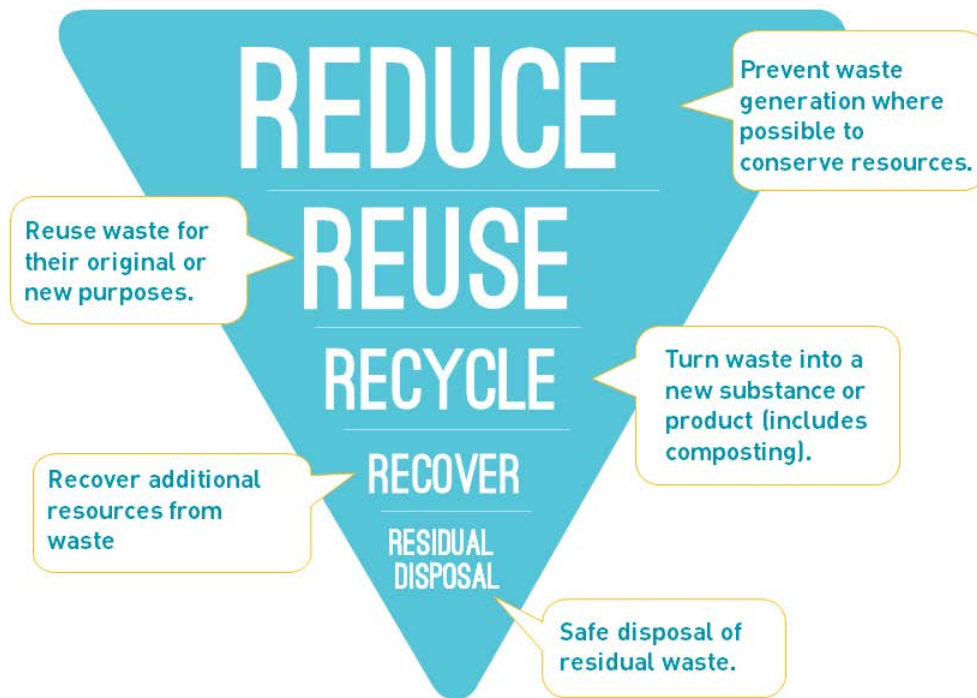 REDUCE
Prevent waste
generation where
possible to
conserve resources.
Reuse waste for
their original or
new purposes.
REUSE
RECYCLE
Turn waste into a
new substance or
product (includes
composting).
Recover additional
resources from
waste
RECOVER
RESIDUAL
DISPOSAL
Safe disposal of
residual waste.